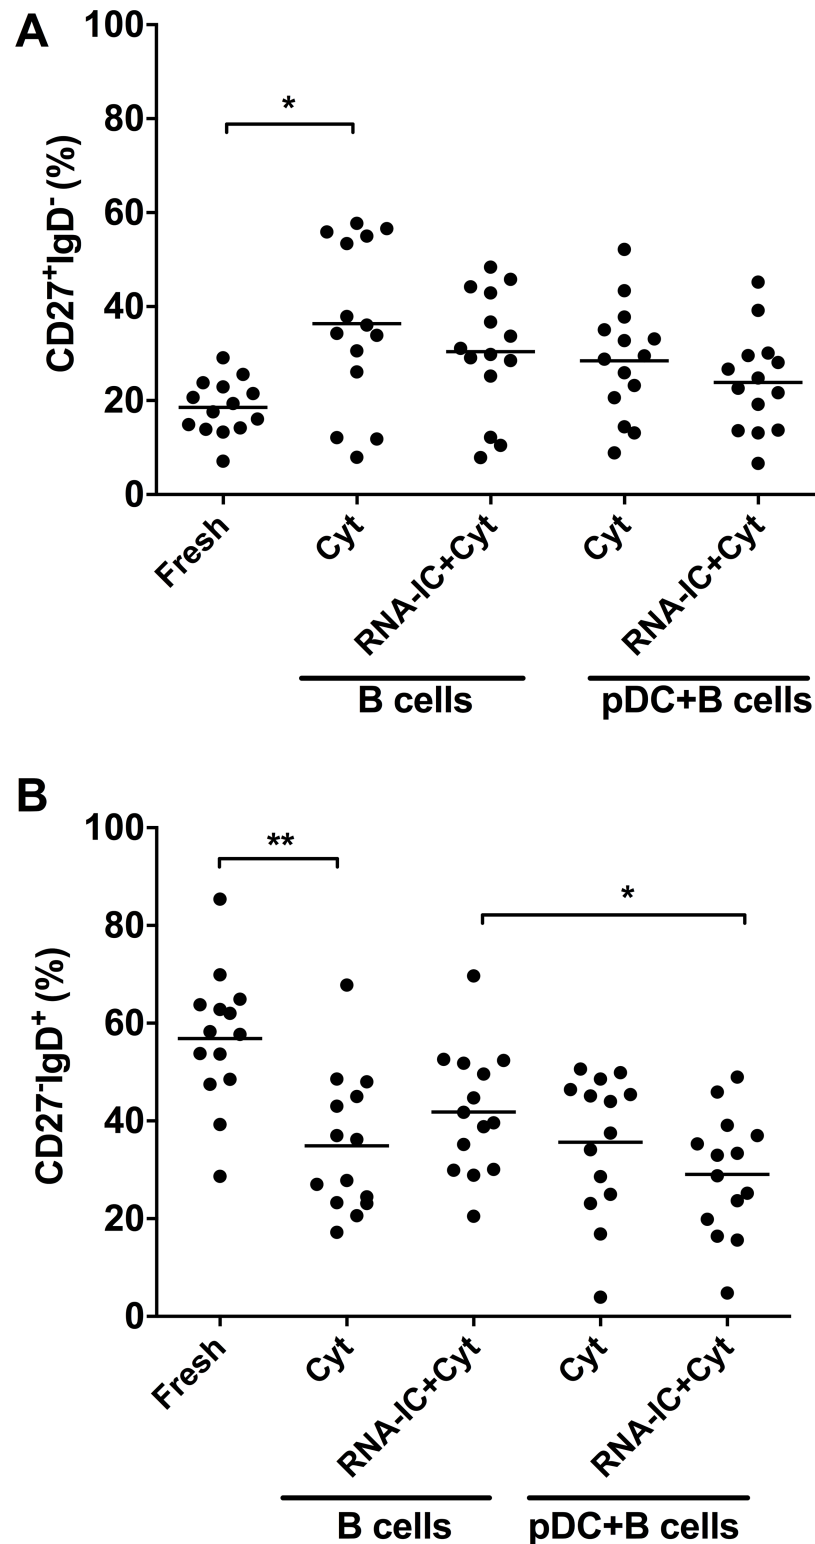 A
100
80
60
40
20
0
CD27⁺IgD⁻ (%)
*
Fresh
Cyt
RNA-IC+Cyt
Cyt
RNA-IC+Cyt
B cells
pDC+B cells
B
100
80
60
40
20
0
CD27⁻IgD⁺ (%)
**
*
Fresh
Cyt
RNA-IC+Cyt
Cyt
RNA-IC+Cyt
B cells
pDC+B cells